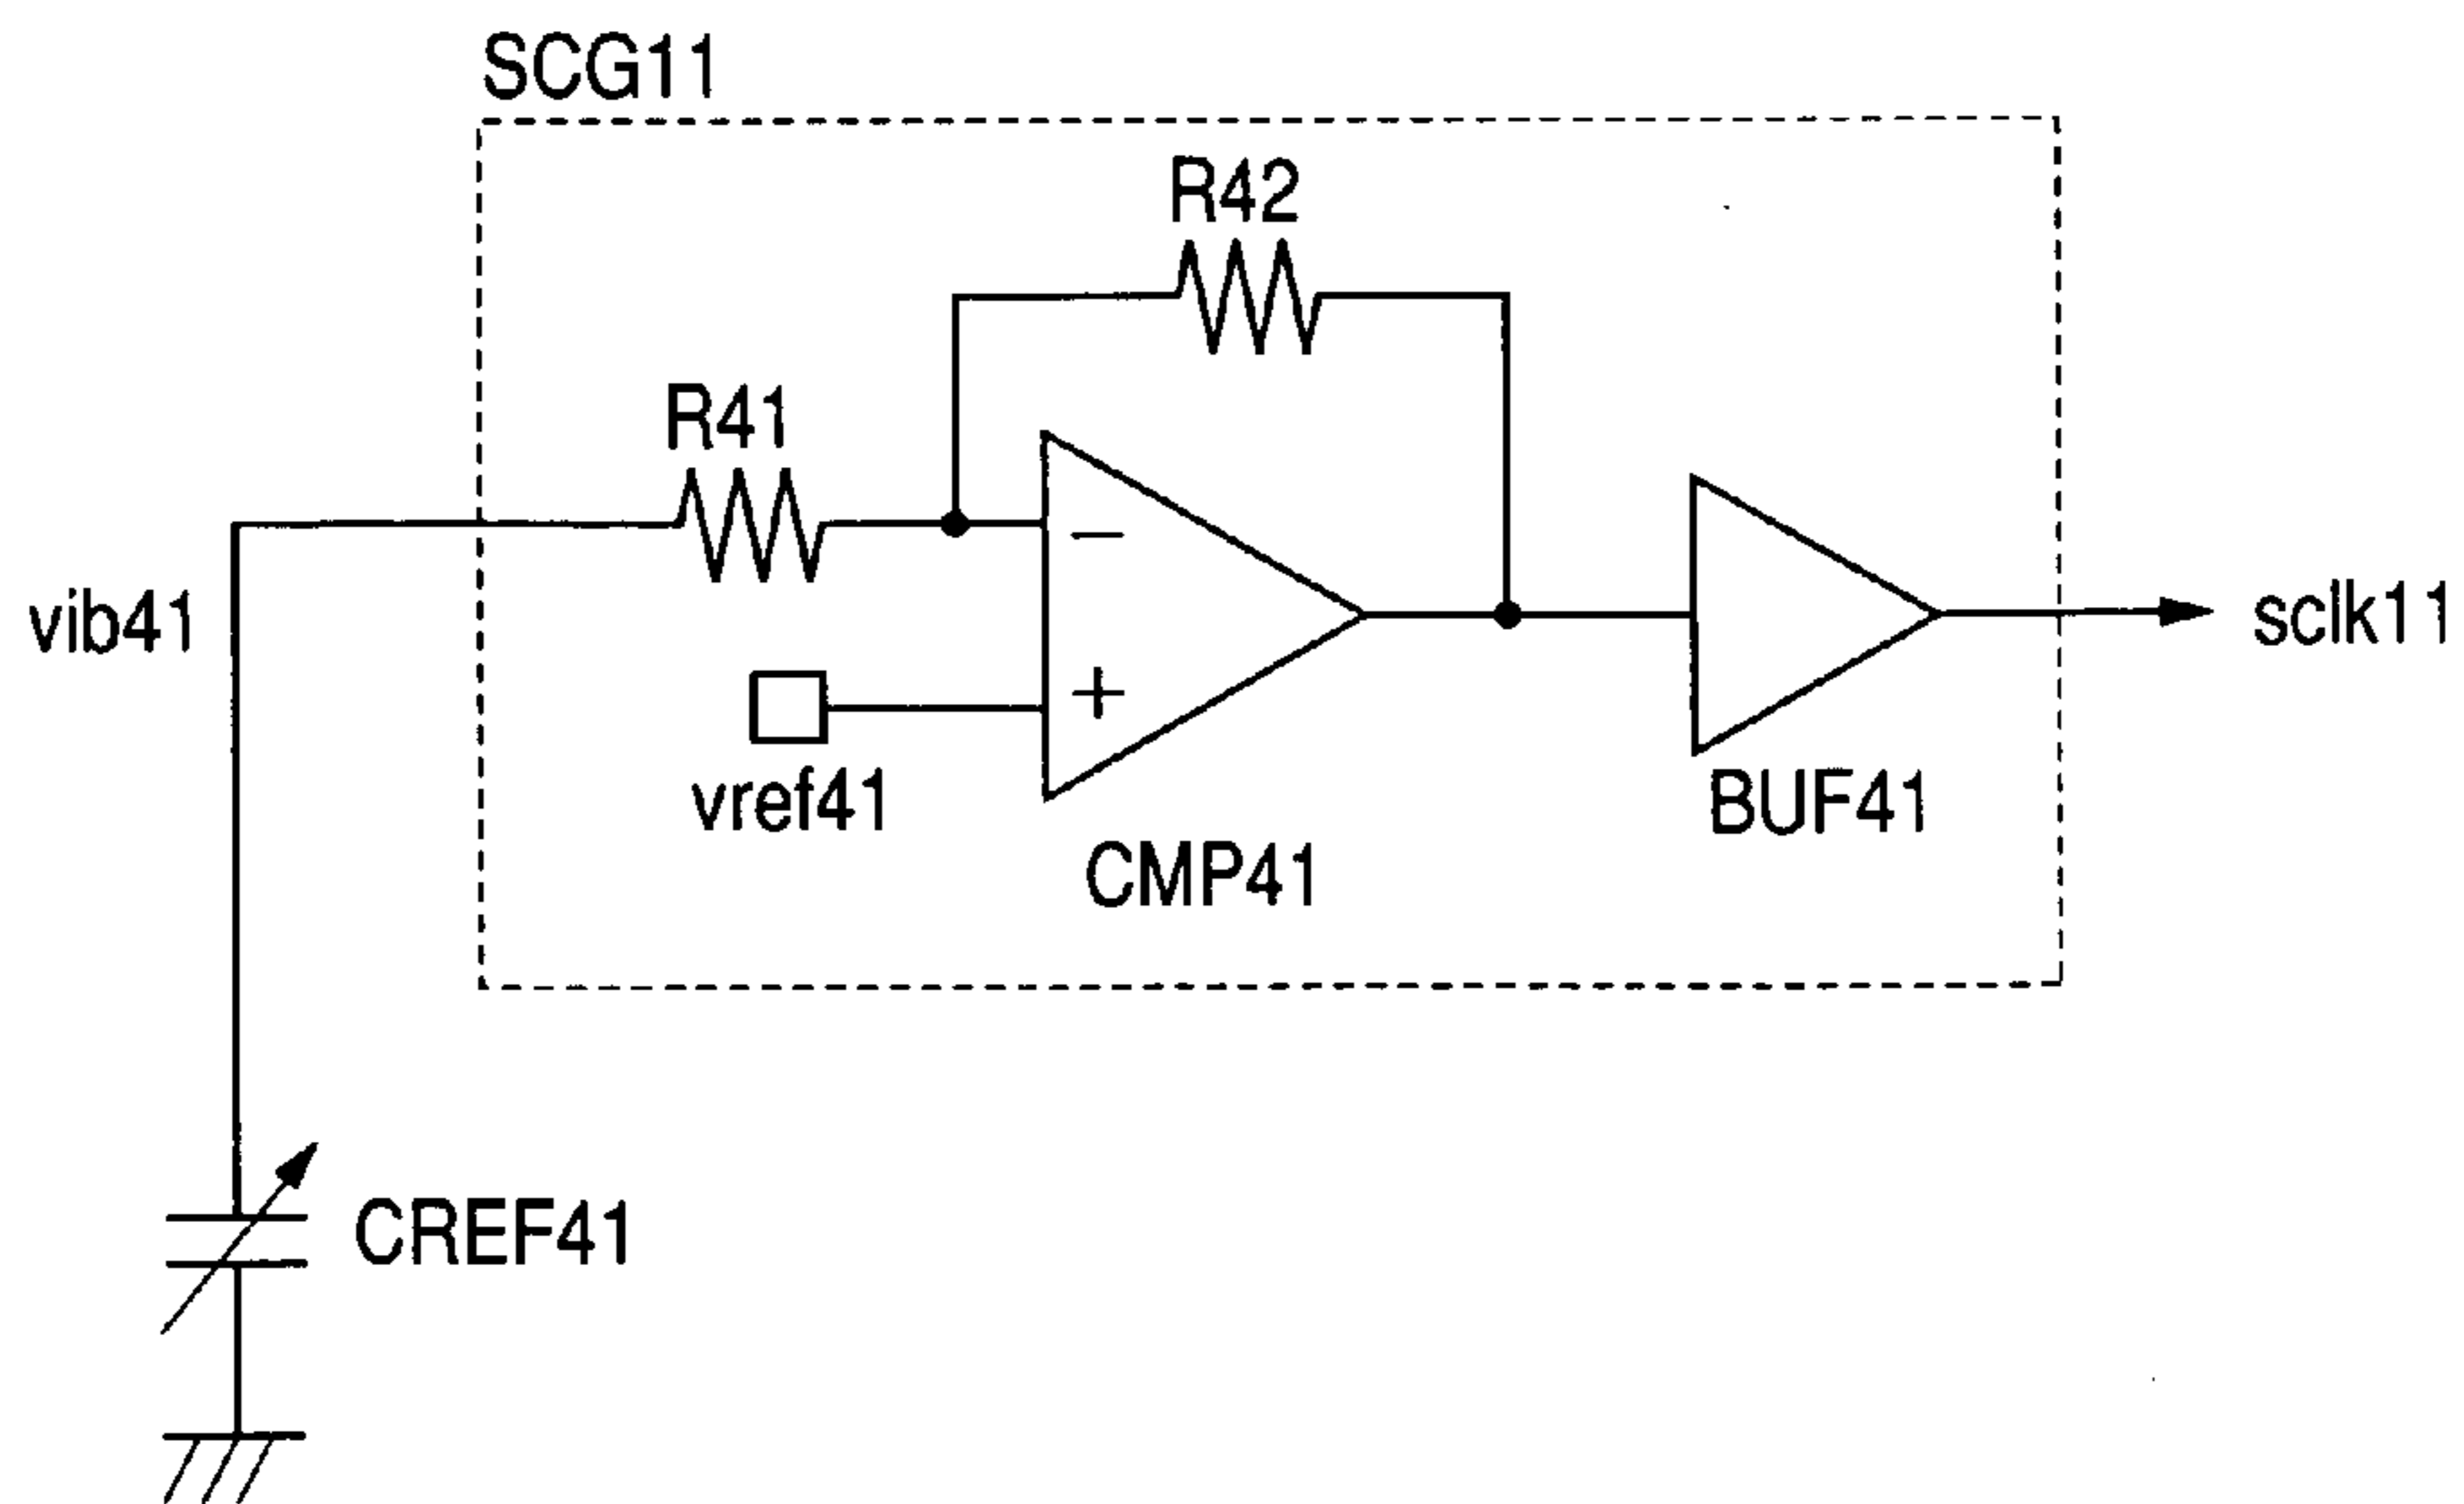 SCG11
R42
R41
vib41
−
+
vref41
CMP41
BUF41
sclk11
CREF41